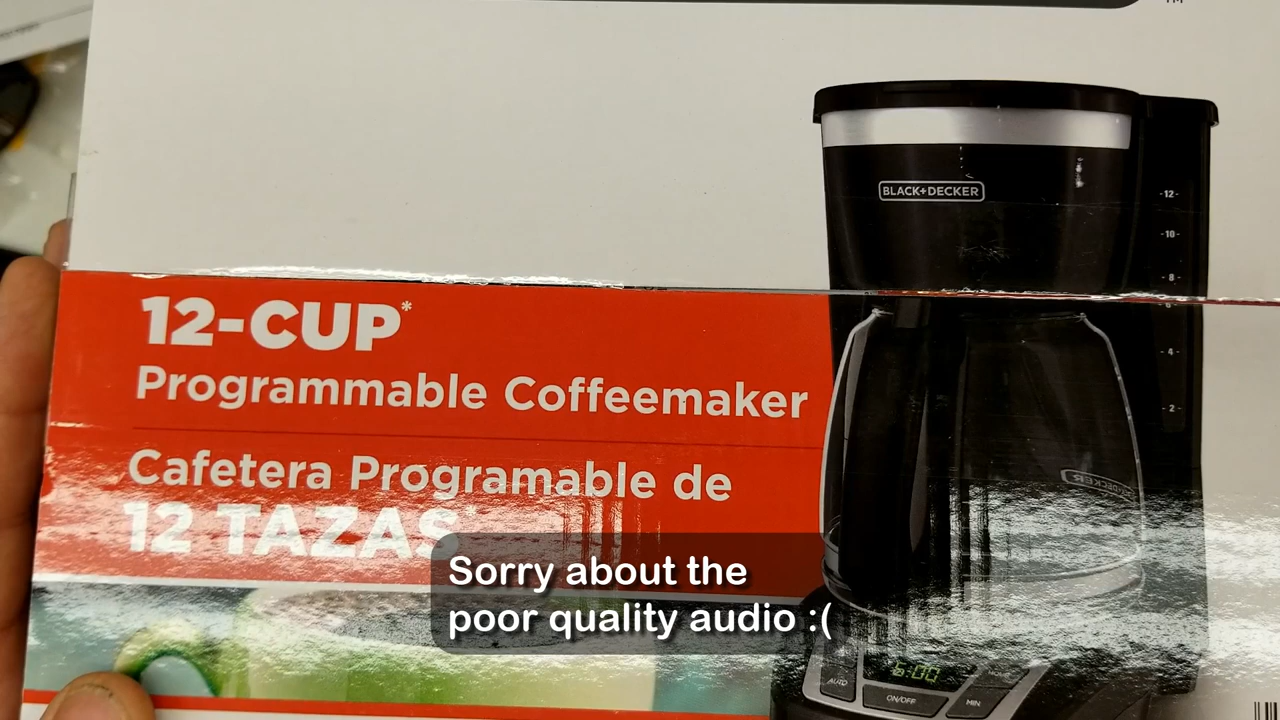 TM
BLACK+DECKER
-12-
-10-
-8-
-4-
-2-
12-CUP*
Programmable Coffeemaker
Cafetera Programable de
12 TAZAS*
Sorry about the
poor quality audio :(
6:00
AUTO
ON/OFF
MIN